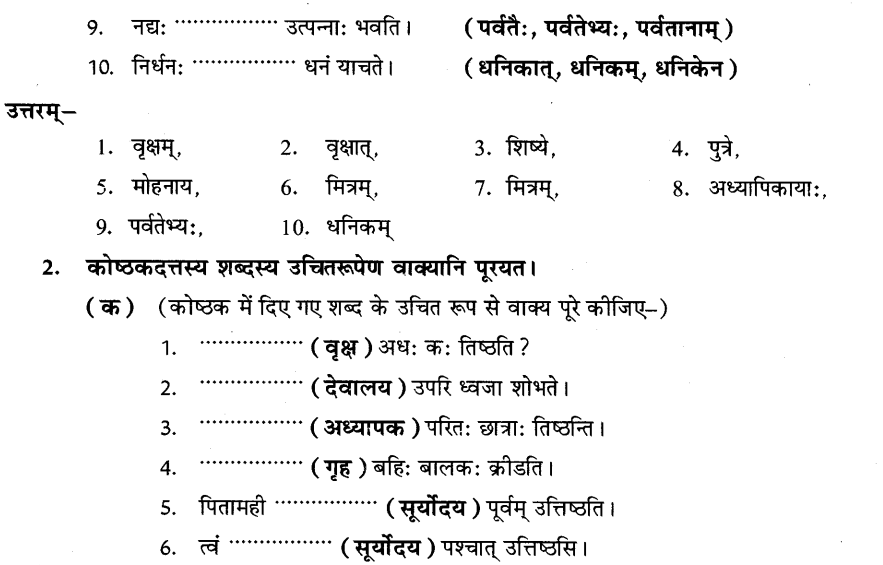 9. नद्यः ................... उत्पन्नाः भवति। (पर्वतैः, पर्वतेभ्यः, पर्वतानाम्)
10. निर्धनः ................... धनं याचते। (धनिकात्, धनिकम्, धनिकेन)
उत्तरम्–
1. वृक्षम्, 2. वृक्षात्, 3. शिष्ये, 4. पुत्रे,
5. मोहनाय, 6. मित्रम्, 7. मित्रम्, 8. अध्यापिकायाः,
9. पर्वतेभ्यः, 10. धनिकम्
2. कोष्ठकदत्तस्य शब्दस्य उचितरूपेण वाक्यानि पूरयत।
(क) (कोष्ठक में दिए गए शब्द के उचित रूप से वाक्य पूरे कीजिए–)
1. ................... (वृक्ष) अधः कः तिष्ठति?
2. ................... (देवालय) उपरि ध्वजा शोभते।
3. ................... (अध्यापक) परितः छात्राः तिष्ठन्ति।
4. ................... (गृह) बहिः बालकः क्रीडति।
5. पितामही ................... (सूर्योदय) पूर्वम् उत्तिष्ठति।
6. त्वं ................... (सूर्योदय) पश्चात् उत्तिष्ठसि।